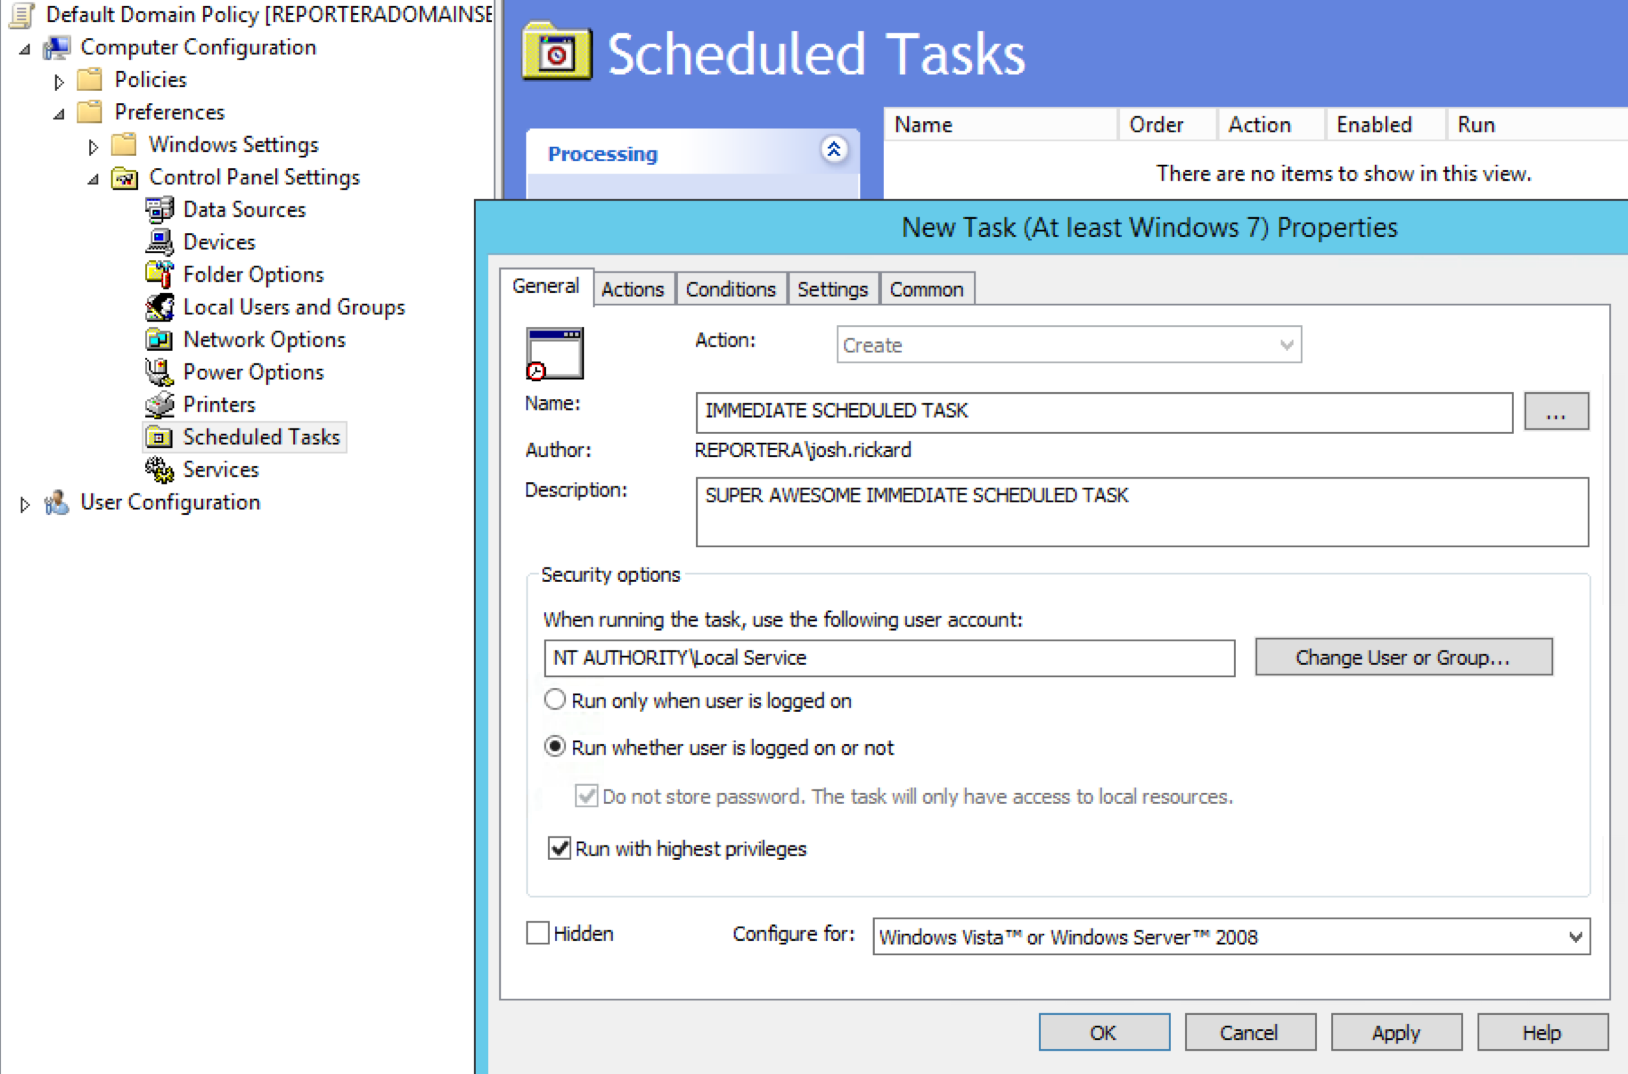 Default Domain Policy [REPORTERADOMAINSE
Computer Configuration
Policies
Preferences
Windows Settings
Control Panel Settings
Data Sources
Devices
Folder Options
Local Users and Groups
Network Options
Power Options
Printers
Scheduled Tasks
Services
User Configuration
Scheduled Tasks
Processing
Name Order Action Enabled Run
There are no items to show in this view.
New Task (At least Windows 7) Properties
General Actions Conditions Settings Common
Action: Create
Name: IMMEDIATE SCHEDULED TASK ...
Author: REPORTERA\josh.rickard
Description: SUPER AWESOME IMMEDIATE SCHEDULED TASK
Security options
When running the task, use the following user account:
NT AUTHORITY\Local Service Change User or Group...
Run only when user is logged on
Run whether user is logged on or not
Do not store password. The task will only have access to local resources.
Run with highest privileges
Hidden Configure for: Windows Vista™ or Windows Server™ 2008
OK Cancel Apply Help